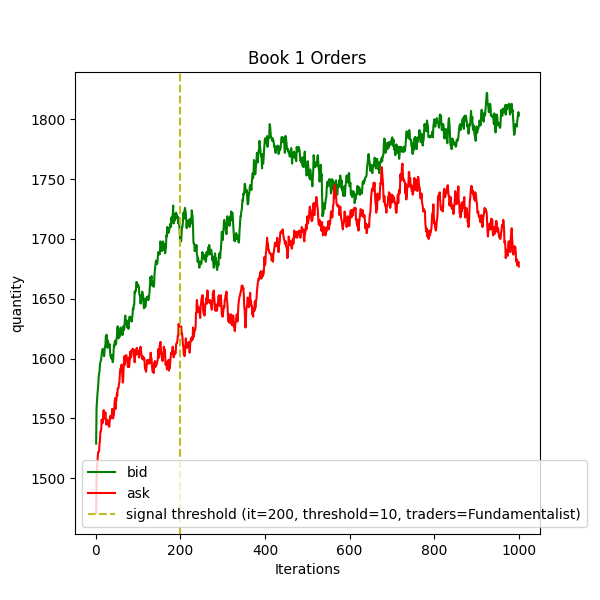 Book 1 Orders
quantity
1800
1750
1700
1650
1600
1550
1500
bid
ask
signal threshold (it=200, threshold=10, traders=Fundamentalist)
0 200 400 600 800 1000
Iterations